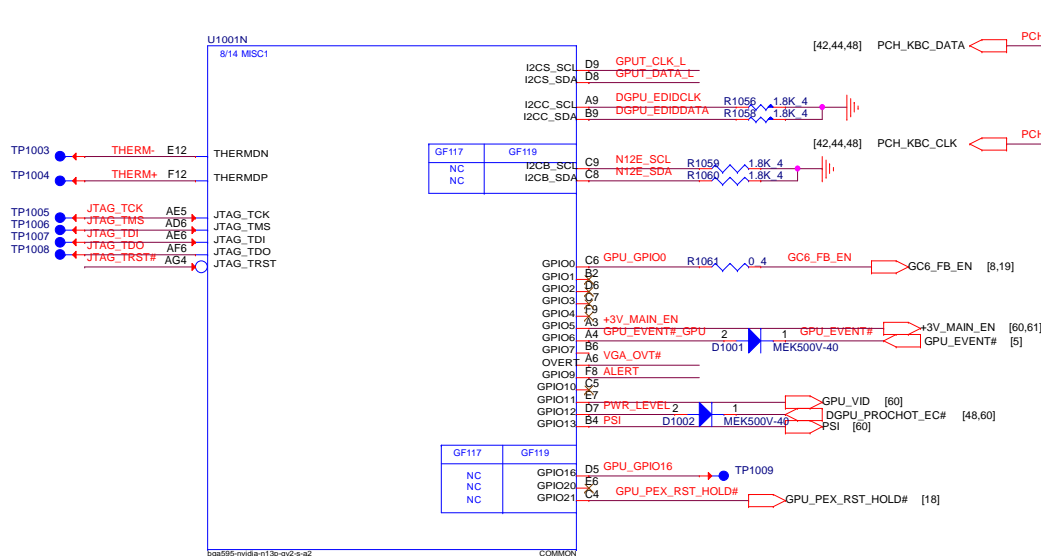 U1001N
8/14 MISC1
[42,44,48] PCH_KBC_DATA PCH
I2CS_SCL D9 GPUT_CLK_L
I2CS_SDA D8 GPUT_DATA_L
I2CC_SCL A9 DGPU_EDIDCLK R1056 1.8K_4
I2CC_SDA B9 DGPU_EDIDDATA R1058 1.8K_4
[42,44,48] PCH_KBC_CLK PCH
TP1003 THERM- E12 THERMDN
GF117 GF119
NC I2CB_SCL C9 N12E_SCL R1059 1.8K_4
NC I2CB_SDA C8 N12E_SDA R1060 1.8K_4
TP1004 THERM+ F12 THERMDP
TP1005 JTAG_TCK AE5 JTAG_TCK
TP1006 JTAG_TMS AD6 JTAG_TMS
TP1007 JTAG_TDI AE6 JTAG_TDI
TP1008 JTAG_TDO AF6 JTAG_TDO
JTAG_TRST# AG4 JTAG_TRST
GPIO0 C6 GPU_GPIO0 R1061 0_4 GC6_FB_EN GC6_FB_EN [8,19]
GPIO1 B2
GPIO2 D6
GPIO3 C7
GPIO4 F9
GPIO5 A3 +3V_MAIN_EN +3V_MAIN_EN [60,61]
GPIO6 A4 GPU_EVENT#_GPU 2 D1001 1 MEK500V-40 GPU_EVENT# GPU_EVENT# [5]
GPIO7 B6
OVERT A6 VGA_OVT#
GPIO9 F8 ALERT
GPIO10 C5
GPIO11 E7 GPU_VID [60]
GPIO12 D7 PWR_LEVEL 2 D1002 1 MEK500V-40 DGPU_PROCHOT_EC# [48,60]
GPIO13 B4 PSI PSI [60]
GF117 GF119
NC GPIO16 D5 GPU_GPIO16 TP1009
NC GPIO20 E6
NC GPIO21 C4 GPU_PEX_RST_HOLD# GPU_PEX_RST_HOLD# [18]
bga595-nvidia-n13p-gv2-s-a2 COMMON